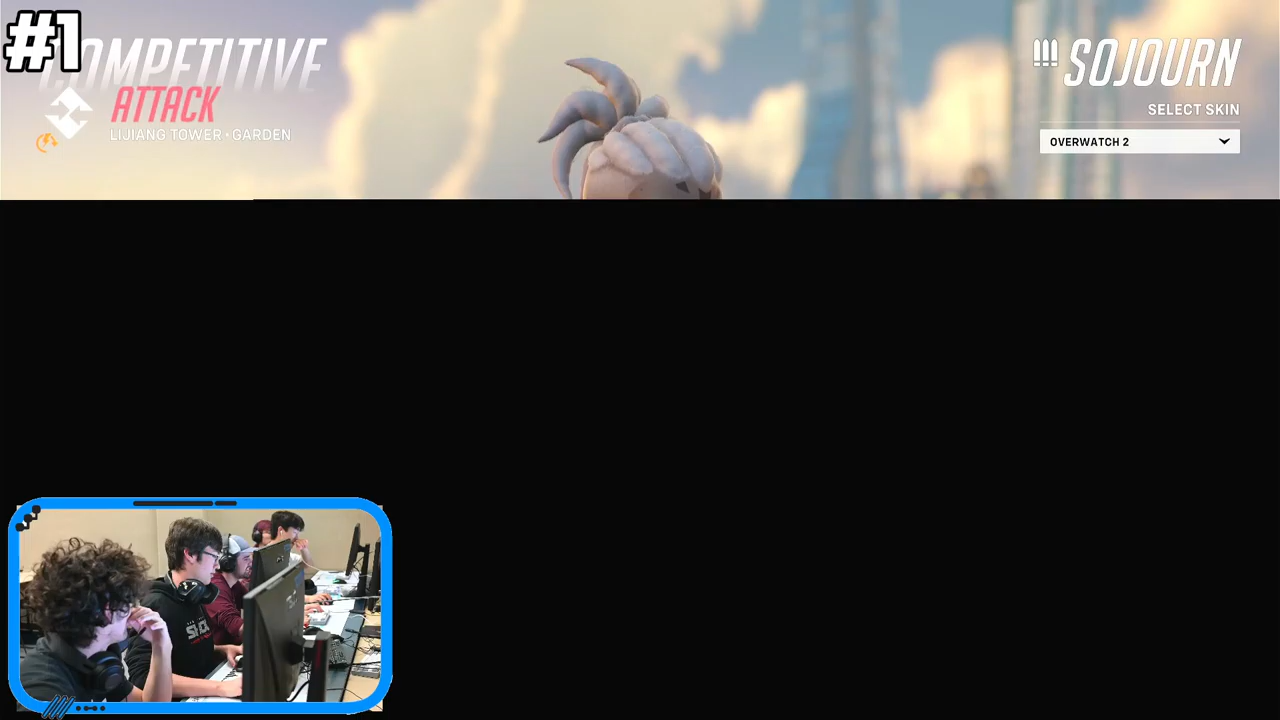 #1
COMPETITIVE
ATTACK
LIJIANG TOWER • GARDEN
SOJOURN
SELECT SKIN
OVERWATCH 2